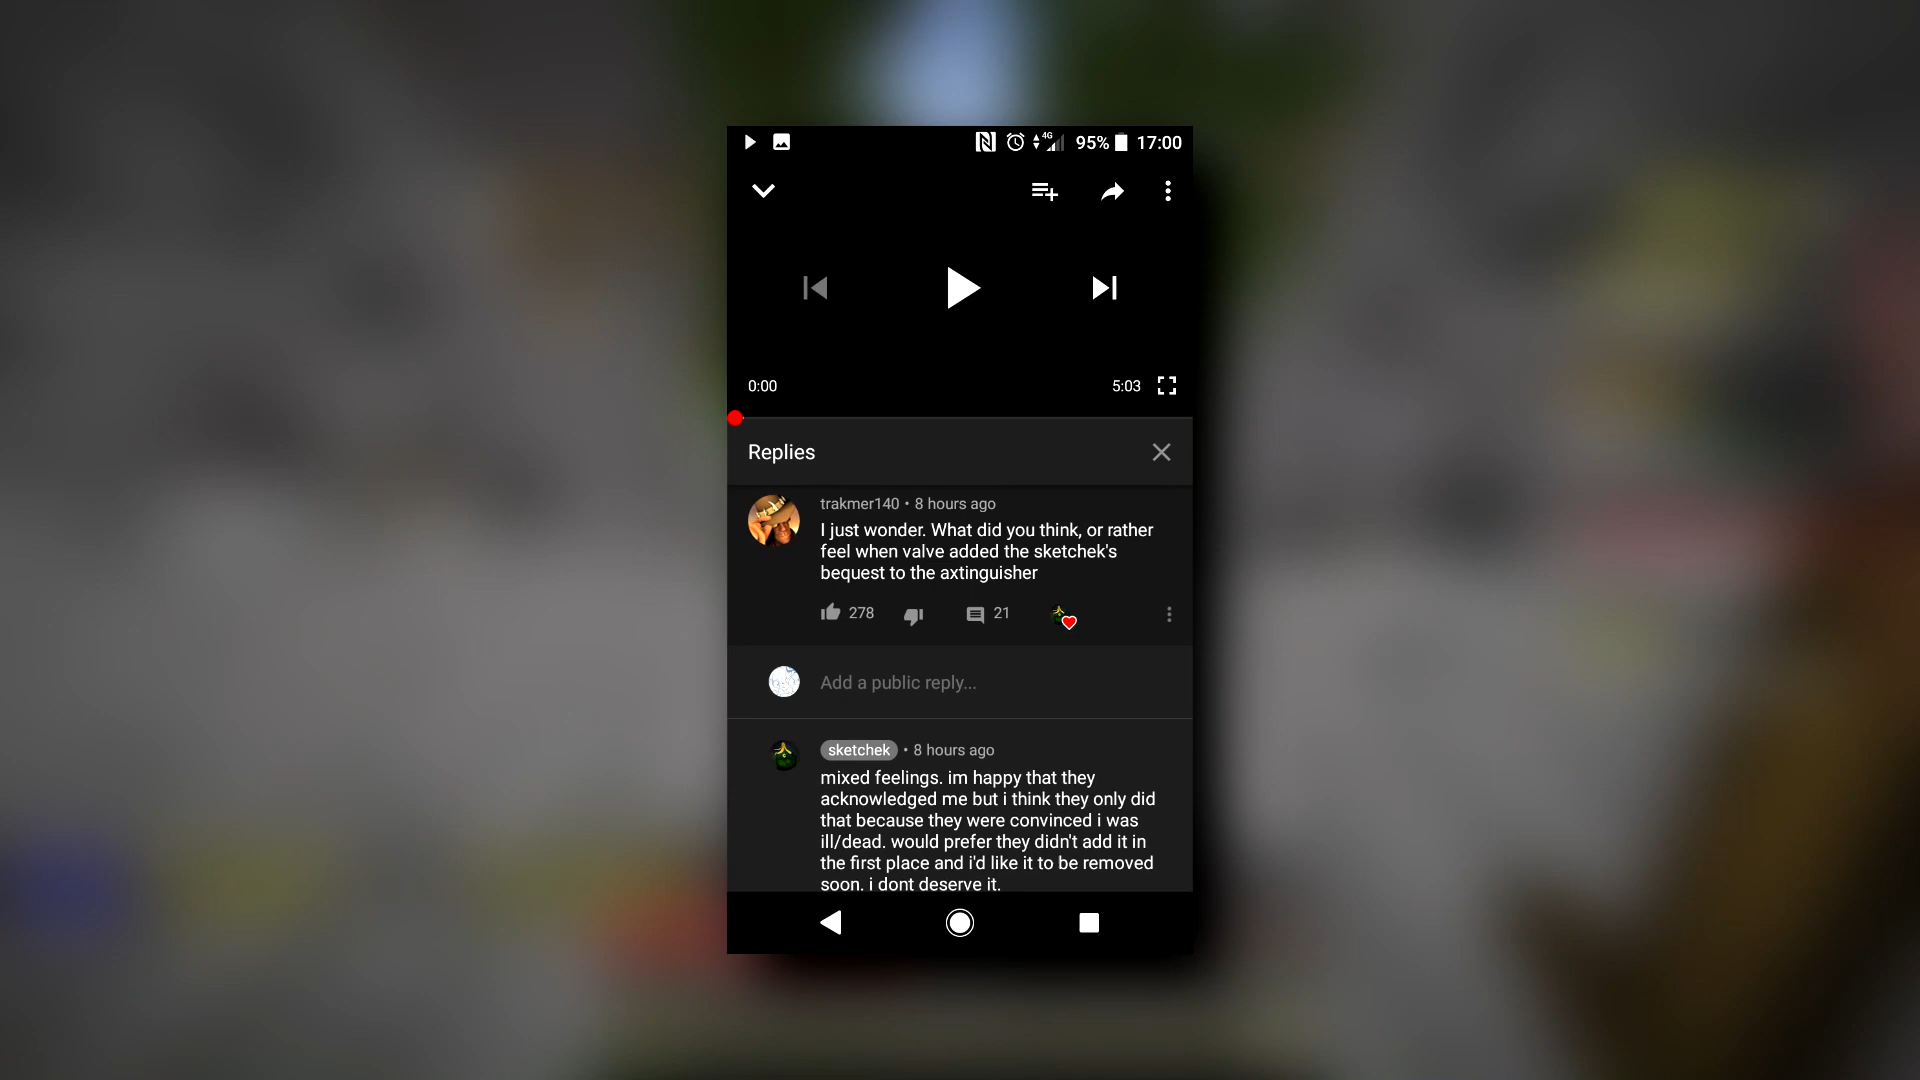 4G 95% 17:00
0:00 5:03
Replies
trakmer140 • 8 hours ago
I just wonder. What did you think, or rather
feel when valve added the sketchek's
bequest to the axtinguisher
278 21
Add a public reply...
sketchek • 8 hours ago
mixed feelings. im happy that they
acknowledged me but i think they only did
that because they were convinced i was
ill/dead. would prefer they didn't add it in
the first place and i'd like it to be removed
soon. i dont deserve it.